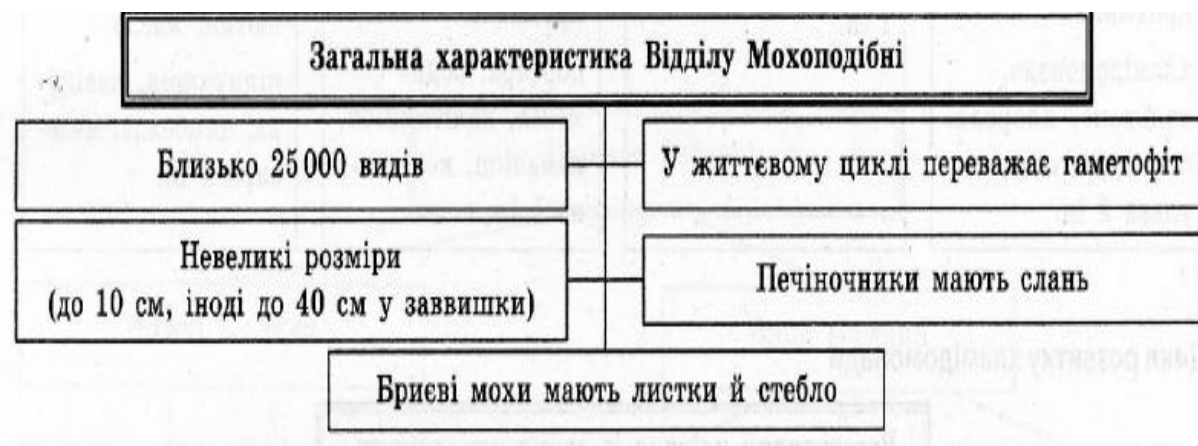 Загальна характеристика Відділу Мохоподібні
Близько 25 000 видів
У життєвому циклі переважає гаметофіт
Невеликі розміри
(до 10 см, іноді до 40 см у заввишки)
Печіночники мають слань
Брієві мохи мають листки й стебло